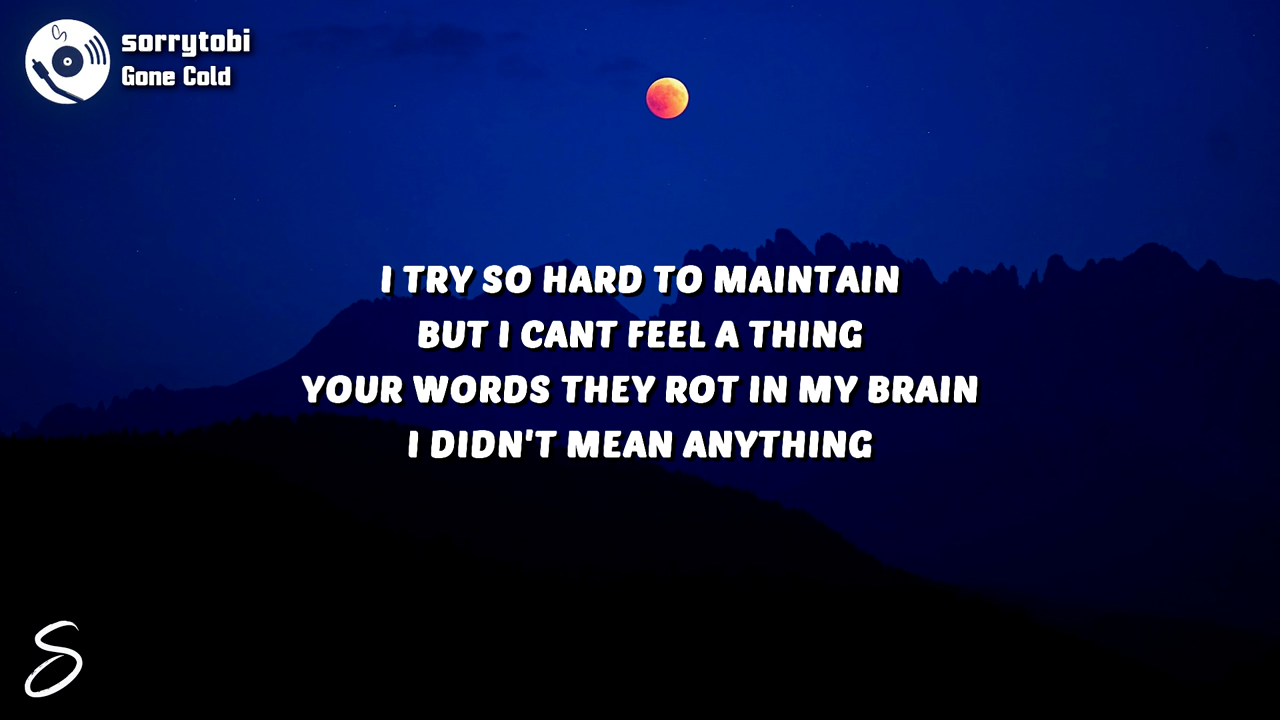 sorrytobi
Gone Cold
I TRY SO HARD TO MAINTAIN
BUT I CANT FEEL A THING
YOUR WORDS THEY ROT IN MY BRAIN
I DIDN'T MEAN ANYTHING
S